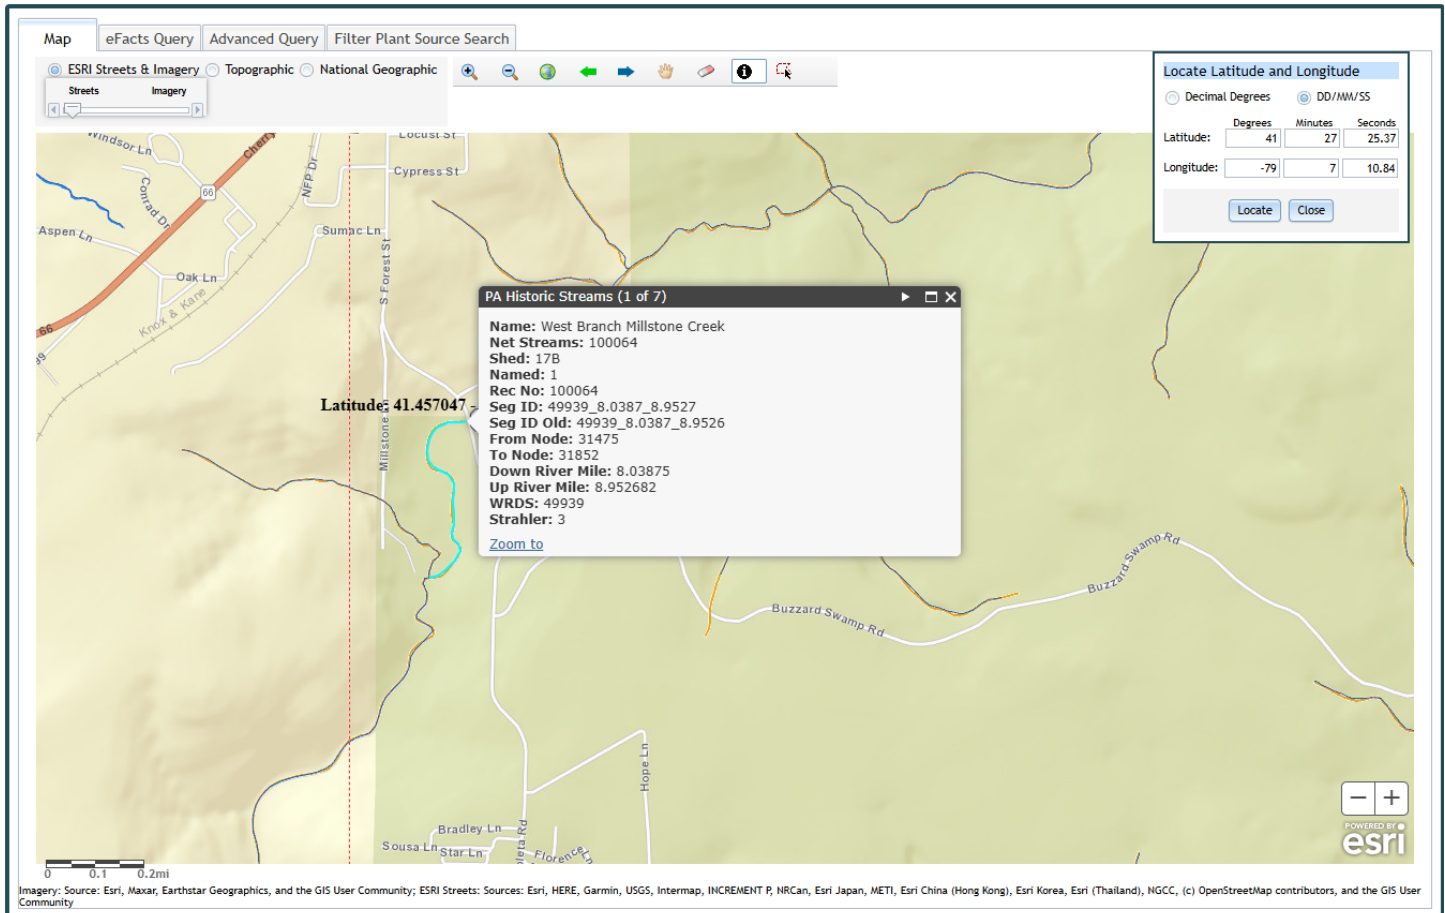 Map eFacts Query Advanced Query Filter Plant Source Search
ESRI Streets & Imagery Topographic National Geographic
Streets Imagery
Locate Latitude and Longitude
Decimal Degrees DD/MM/SS
Degrees Minutes Seconds
Latitude: 41 27 25.37
Longitude: -79 7 10.84
Locate Close
Windsor Ln
Cherry
Locust St
Conrad Dr
66
NFP Dr
Cypress St
Aspen Ln
Sumac Ln
S Forest St
Oak Ln
Knox & Kane
66
Latitude: 41.457047 -
Millstone Ln
PA Historic Streams (1 of 7)
Name: West Branch Millstone Creek
Net Streams: 100064
Shed: 17B
Named: 1
Rec No: 100064
Seg ID: 49939_8.0387_8.9527
Seg ID Old: 49939_8.0387_8.9526
From Node: 31475
To Node: 31852
Down River Mile: 8.03875
Up River Mile: 8.952682
WRDS: 49939
Strahler: 3
Zoom to
Buzzard Swamp Rd
Buzzard Swamp Rd
Hope Ln
Bradley Ln
Sousa Ln
Star Ln
leta Rd
Florence Ln
− +
POWERED BY
esri
0 0.1 0.2mi
Imagery: Source: Esri, Maxar, Earthstar Geographics, and the GIS User Community; ESRI Streets: Sources: Esri, HERE, Garmin, USGS, Intermap, INCREMENT P, NRCan, Esri Japan, METI, Esri China (Hong Kong), Esri Korea, Esri (Thailand), NGCC, (c) OpenStreetMap contributors, and the GIS User
Community